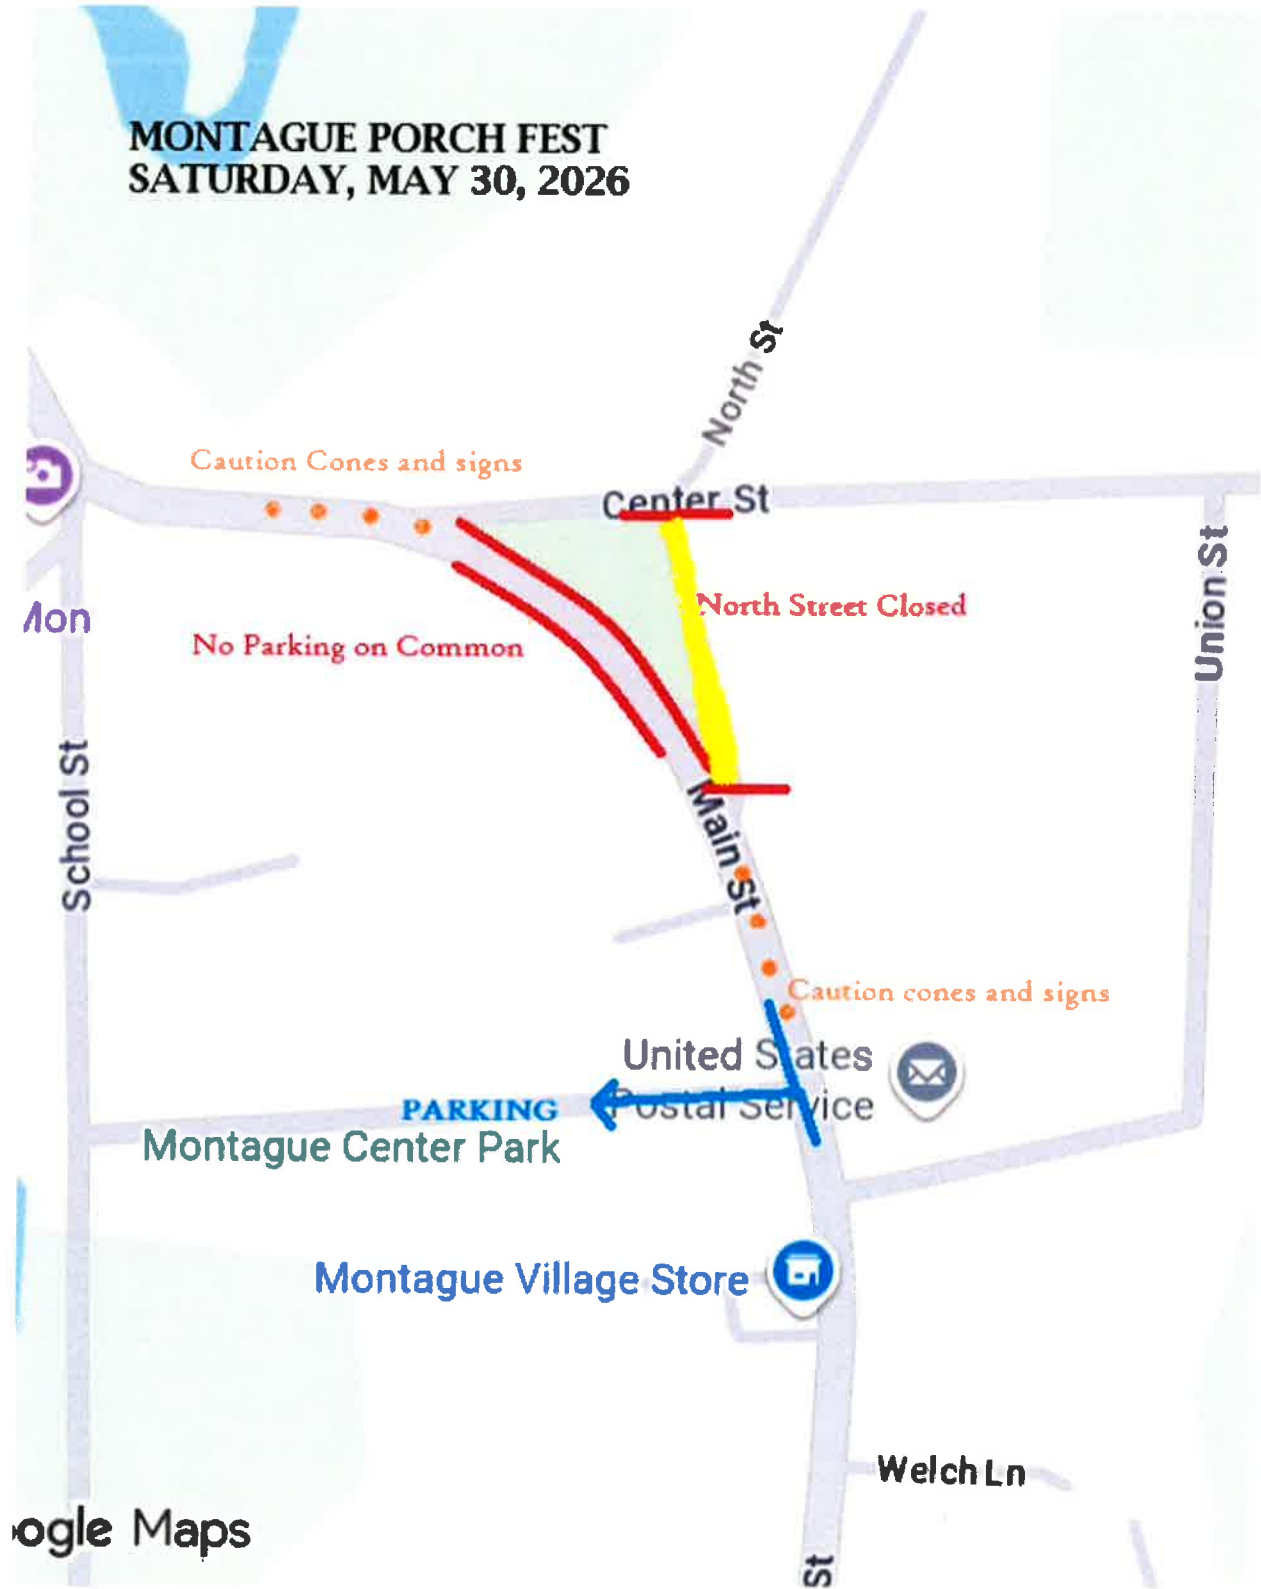 MONTAGUE PORCH FEST
SATURDAY, MAY 30, 2026
North St
Caution Cones and signs
Center St
North Street Closed
Union St
No Parking on Common
School St
Main St
Caution cones and signs
United States
Postal Service
PARKING
Montague Center Park
Montague Village Store
Welch Ln
ogle Maps
St